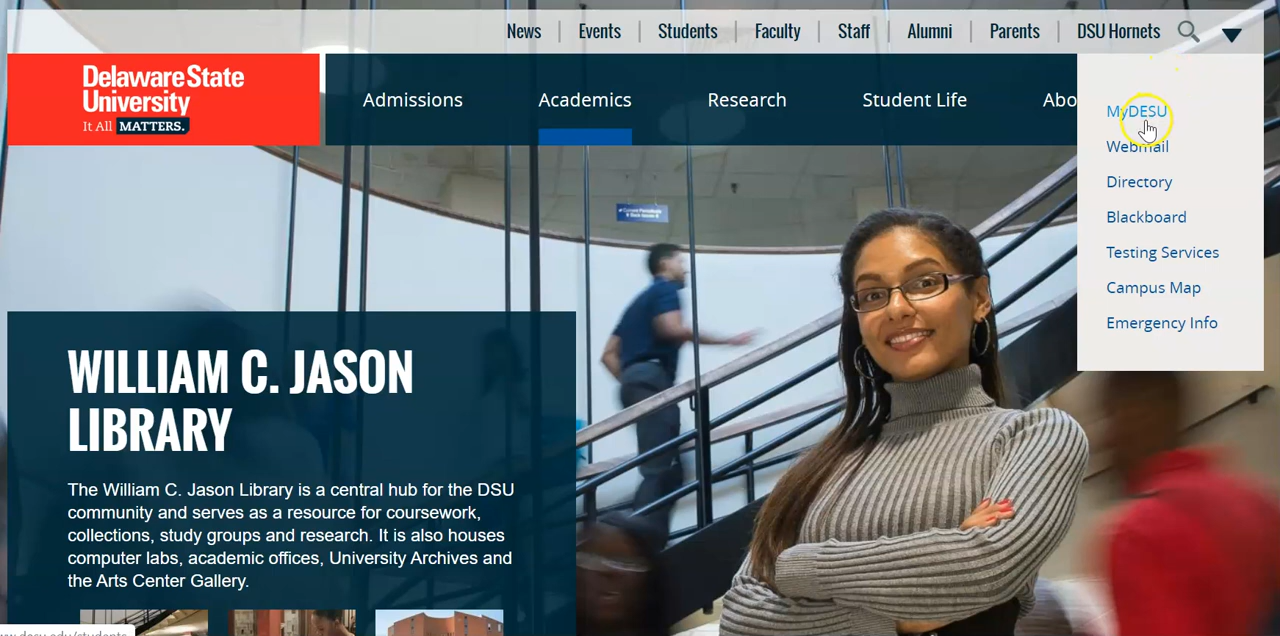 News | Events | Students | Faculty | Staff | Alumni | Parents | DSU Hornets
Delaware State
University
It All MATTERS.
Admissions Academics Research Student Life Abo
MyDESU
Webmail
Directory
Blackboard
Testing Services
Campus Map
Emergency Info
WILLIAM C. JASON
LIBRARY
The William C. Jason Library is a central hub for the DSU
community and serves as a resource for coursework,
collections, study groups and research. It is also houses
computer labs, academic offices, University Archives and
the Arts Center Gallery.